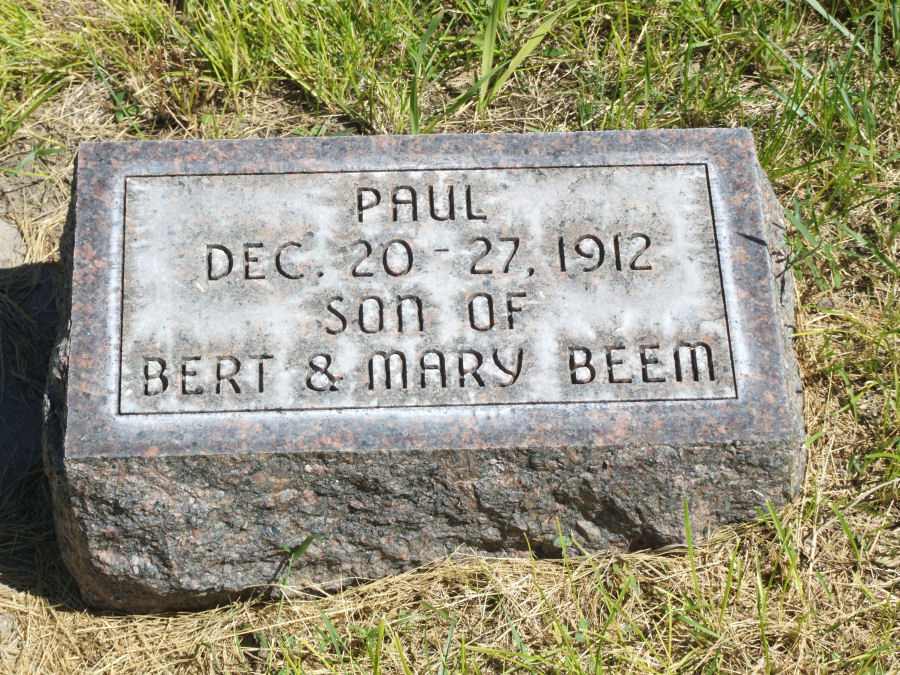 PAUL
DEC. 20-27, 1912
SON OF
BERT & MARY BEEM